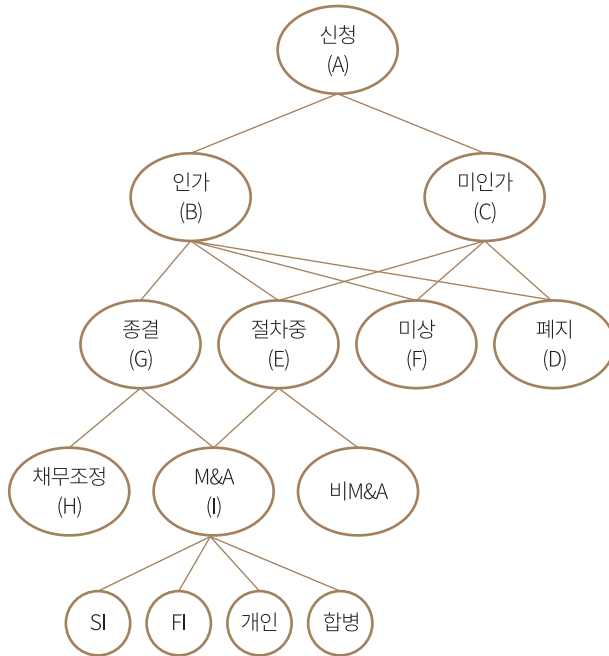 신청
(A)
인가
(B)
미인가
(C)
종결
(G)
절차중
(E)
미상
(F)
폐지
(D)
채무조정
(H)
M&A
(I)
비M&A
SI
FI
개인
합병